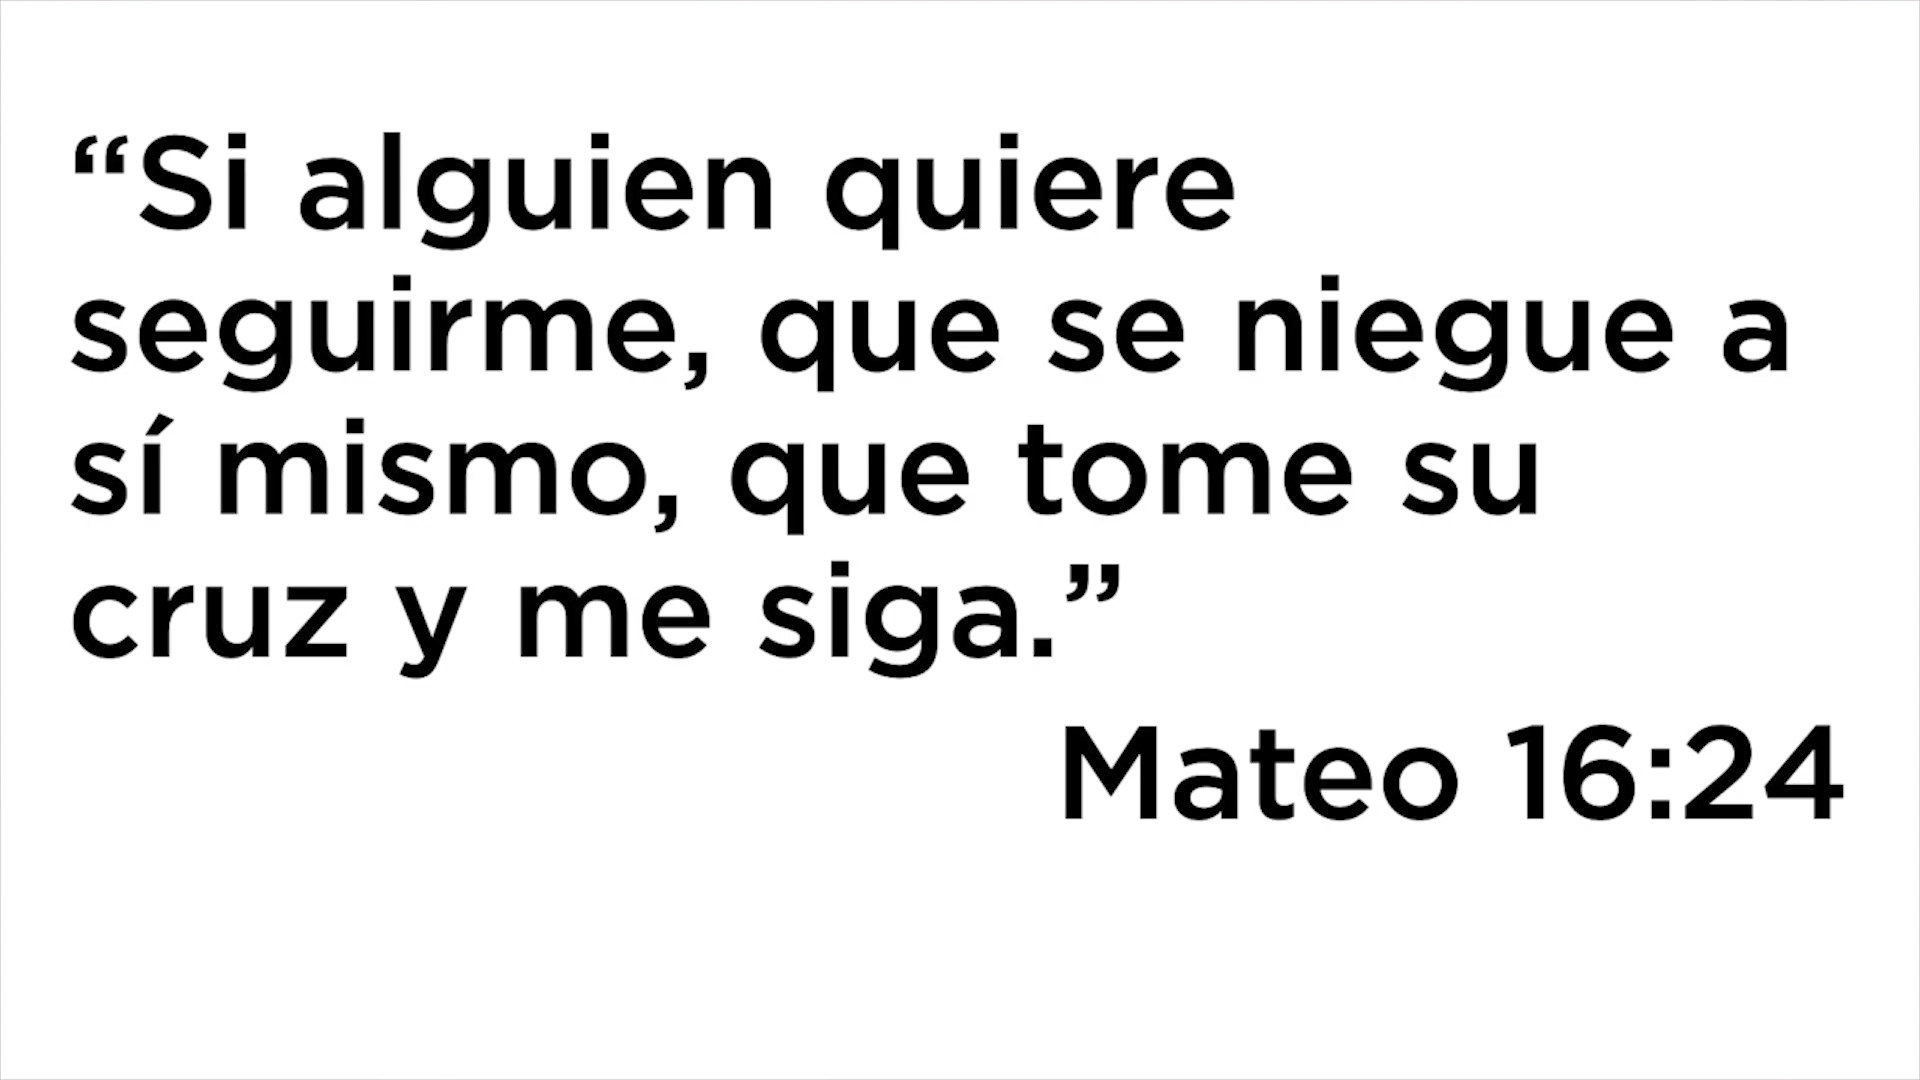 “Si alguien quiere
seguirme, que se niegue a
sí mismo, que tome su
cruz y me siga.”
Mateo 16:24